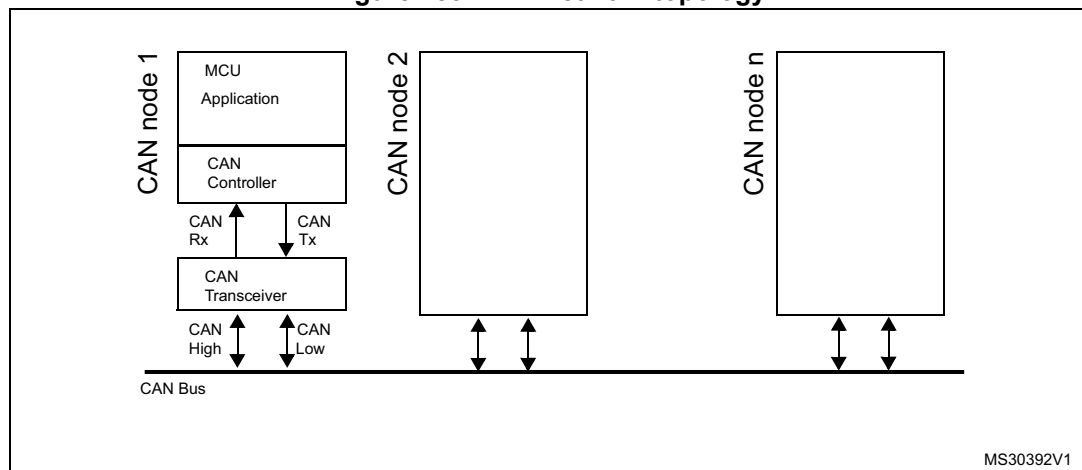 CAN node 1
MCU
Application
CAN
Controller
CAN
Rx
CAN
Tx
CAN
Transceiver
CAN
High
CAN
Low
CAN node 2
CAN node n
CAN Bus
MS30392V1